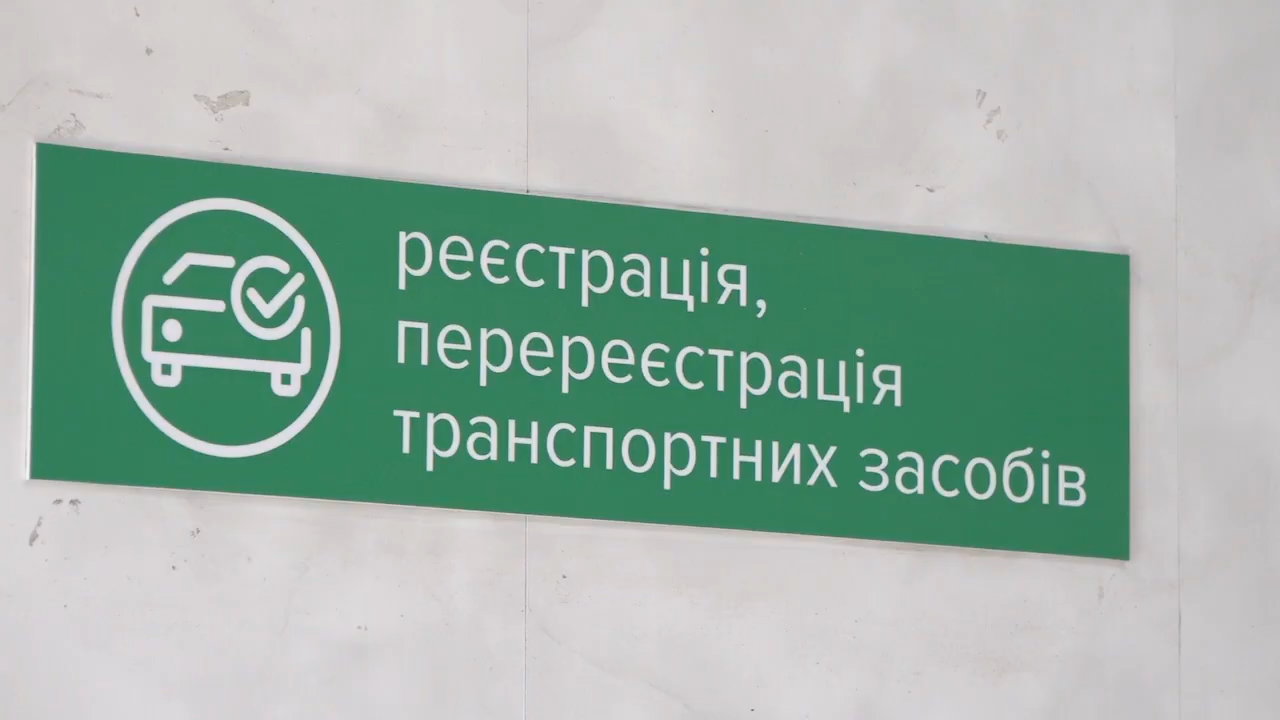 реєстрація,
перереєстрація
транспортних засобів